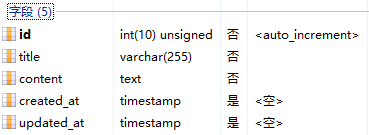 字段 (5)
id int(10) unsigned 否 <auto_increment>
title varchar(255) 否
content text 否
created_at timestamp 是 <空>
updated_at timestamp 是 <空>